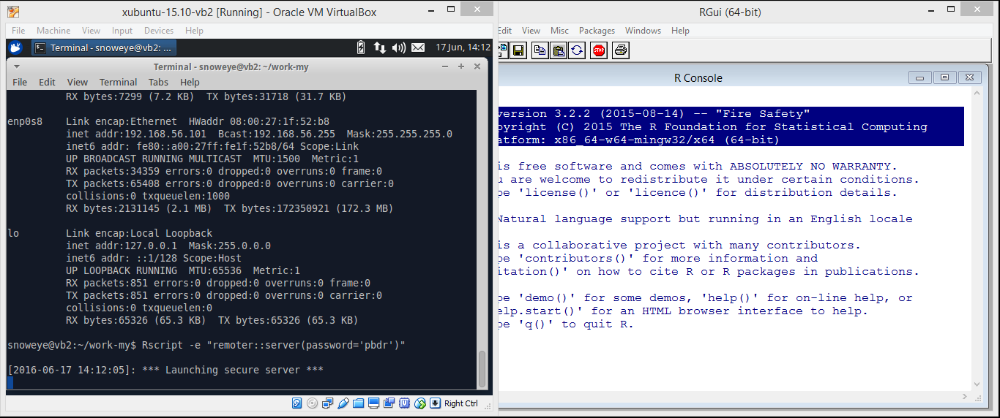 xubuntu-15.10-vb2 [Running] - Oracle VM VirtualBox
File Machine View Input Devices Help
Terminal - snoweye@vb2: ...
17 Jun, 14:12
Terminal - snoweye@vb2: ~/work-my
File Edit View Terminal Tabs Help
RX bytes:7299 (7.2 KB)  TX bytes:31718 (31.7 KB)
enp0s8    Link encap:Ethernet  HWaddr 08:00:27:1f:52:b8
inet addr:192.168.56.101  Bcast:192.168.56.255  Mask:255.255.255.0
inet6 addr: fe80::a00:27ff:fe1f:52b8/64 Scope:Link
UP BROADCAST RUNNING MULTICAST  MTU:1500  Metric:1
RX packets:34359 errors:0 dropped:0 overruns:0 frame:0
TX packets:65408 errors:0 dropped:0 overruns:0 carrier:0
collisions:0 txqueuelen:1000
RX bytes:2131145 (2.1 MB)  TX bytes:172350921 (172.3 MB)
lo        Link encap:Local Loopback
inet addr:127.0.0.1  Mask:255.0.0.0
inet6 addr: ::1/128 Scope:Host
UP LOOPBACK RUNNING  MTU:65536  Metric:1
RX packets:851 errors:0 dropped:0 overruns:0 frame:0
TX packets:851 errors:0 dropped:0 overruns:0 carrier:0
collisions:0 txqueuelen:0
RX bytes:65326 (65.3 KB)  TX bytes:65326 (65.3 KB)
snoweye@vb2:~/work-my$ Rscript -e "remoter::server(password='pbdr')"
[2016-06-17 14:12:05]: *** Launching secure server ***
Right Ctrl
RGui (64-bit)
Edit View Misc Packages Windows Help
STOP
R Console
version 3.2.2 (2015-08-14) -- "Fire Safety"
pyright (C) 2015 The R Foundation for Statistical Computing
atform: x86_64-w64-mingw32/x64 (64-bit)
is free software and comes with ABSOLUTELY NO WARRANTY.
u are welcome to redistribute it under certain conditions.
pe 'license()' or 'licence()' for distribution details.
Natural language support but running in an English locale
is a collaborative project with many contributors.
pe 'contributors()' for more information and
itation()' on how to cite R or R packages in publications.
pe 'demo()' for some demos, 'help()' for on-line help, or
elp.start()' for an HTML browser interface to help.
pe 'q()' to quit R.